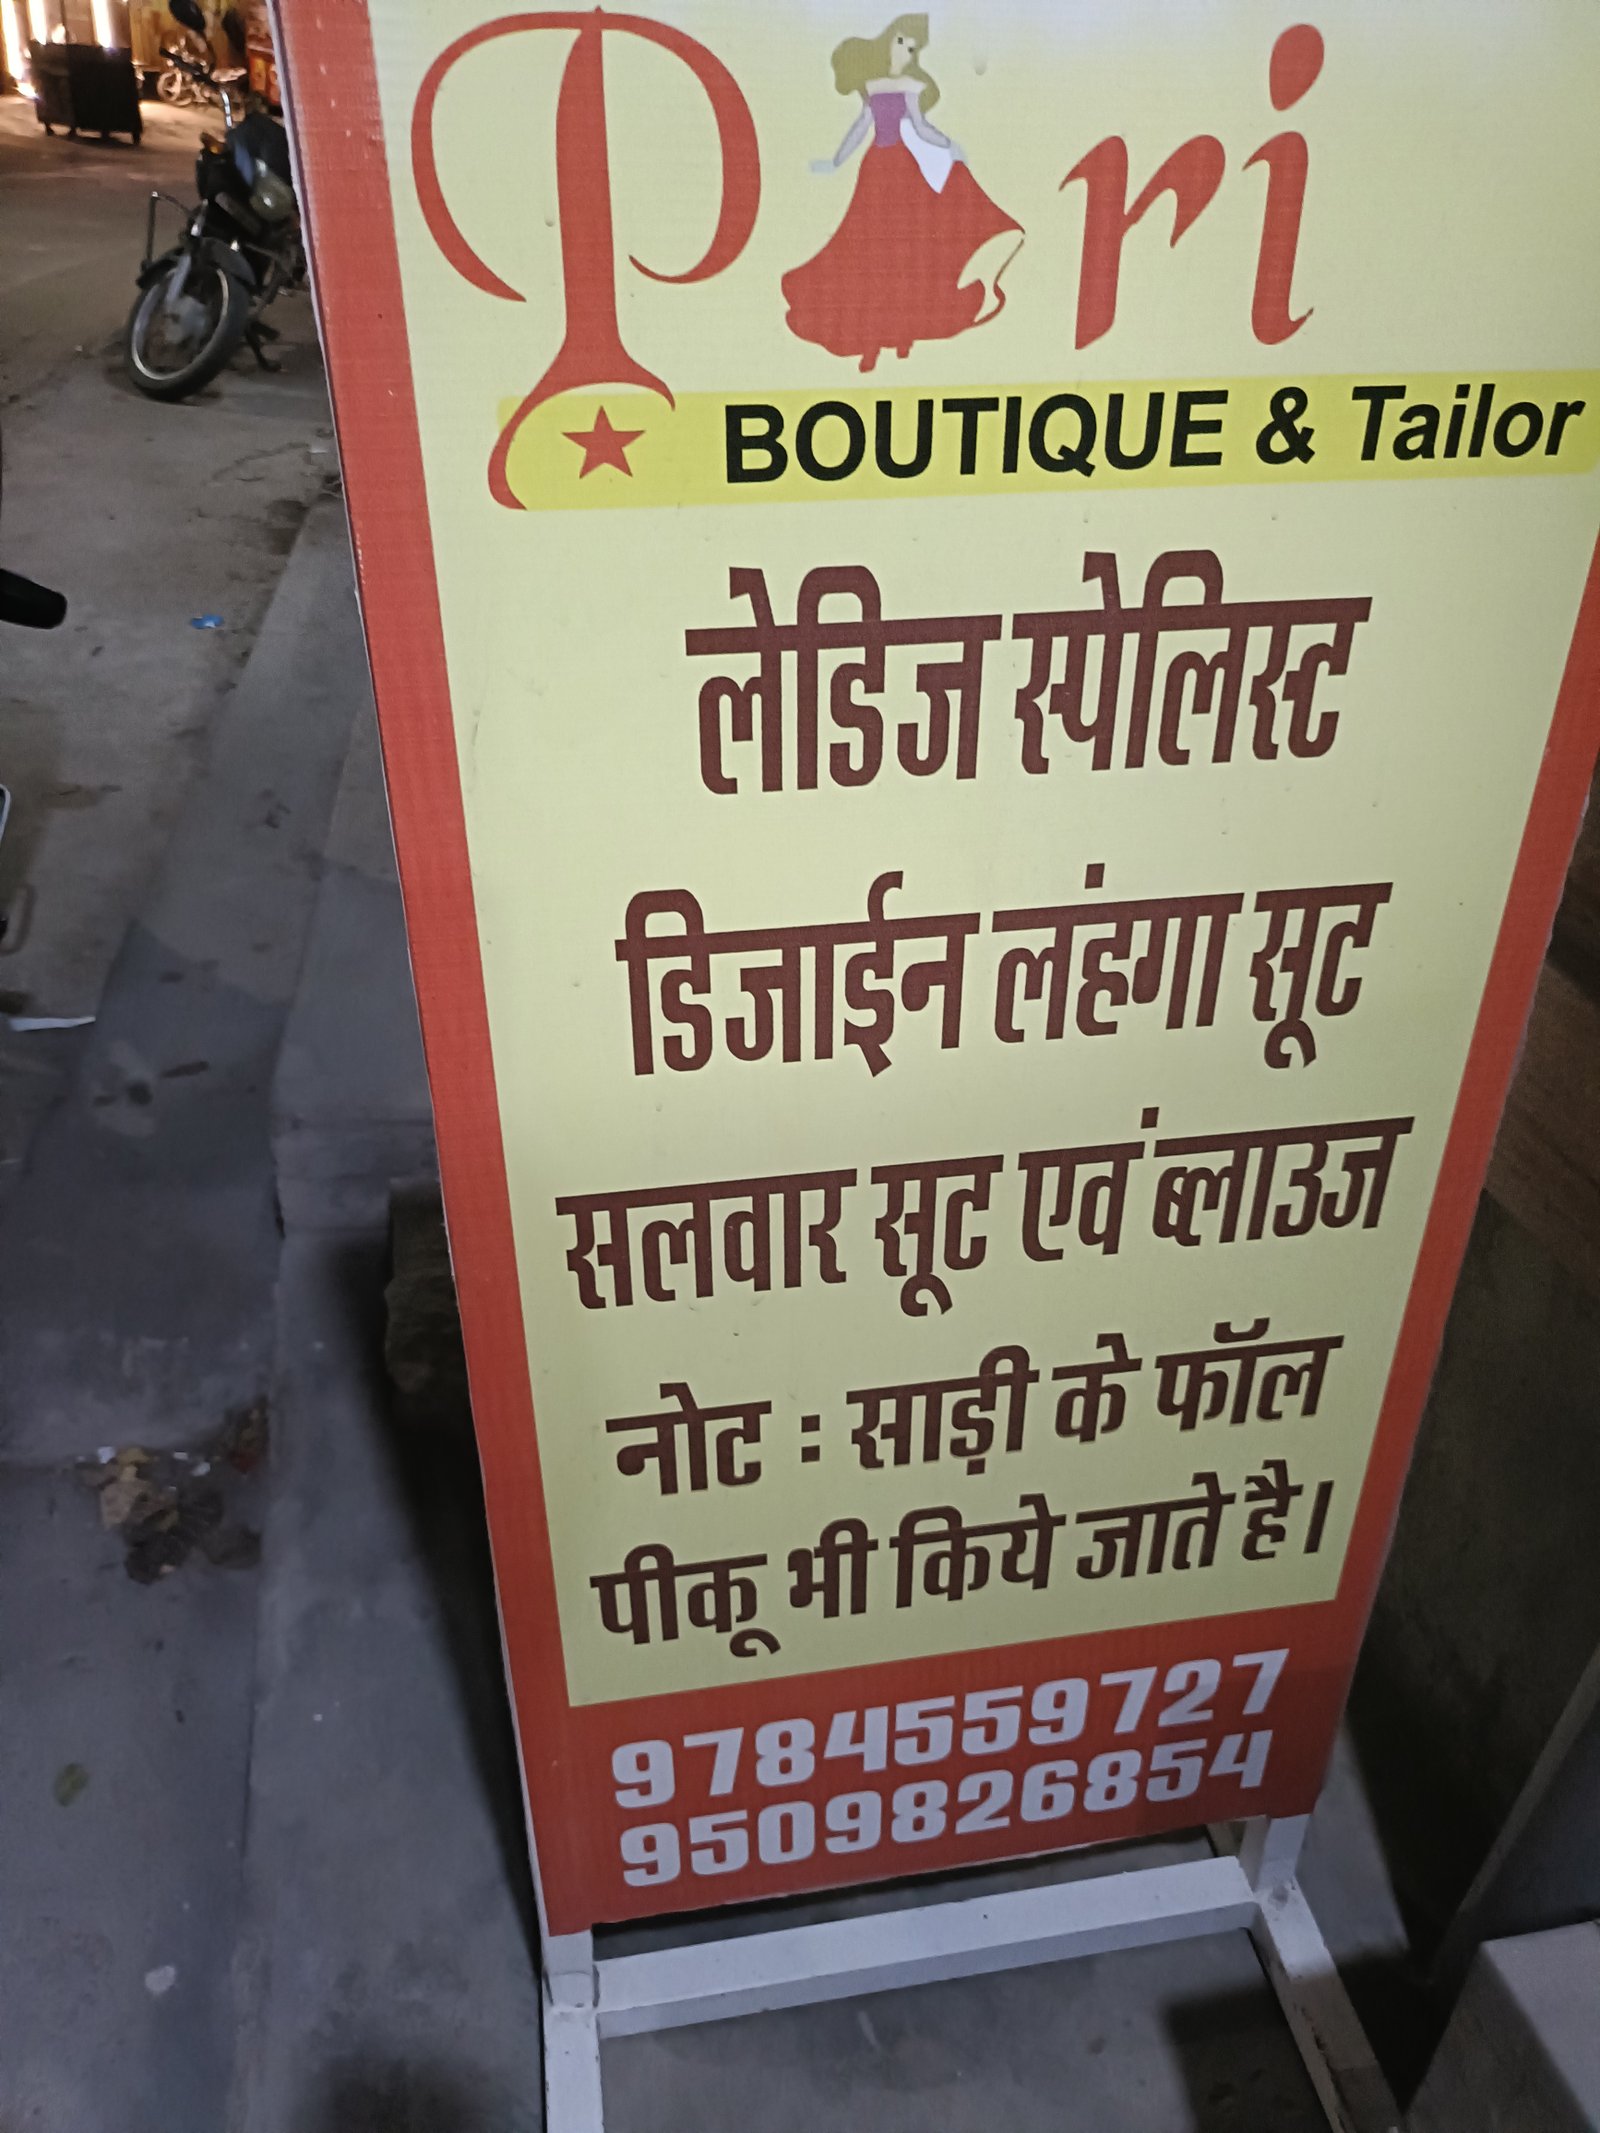 Pari
BOUTIQUE & Tailor
लेडिज स्पेलिस्ट
डिजाईन लहंगा सूट
सलवार सूट एवं ब्लाउज
नोट : साड़ी के फॉल
पीकू भी किये जाते है।
9784559727
9509826854